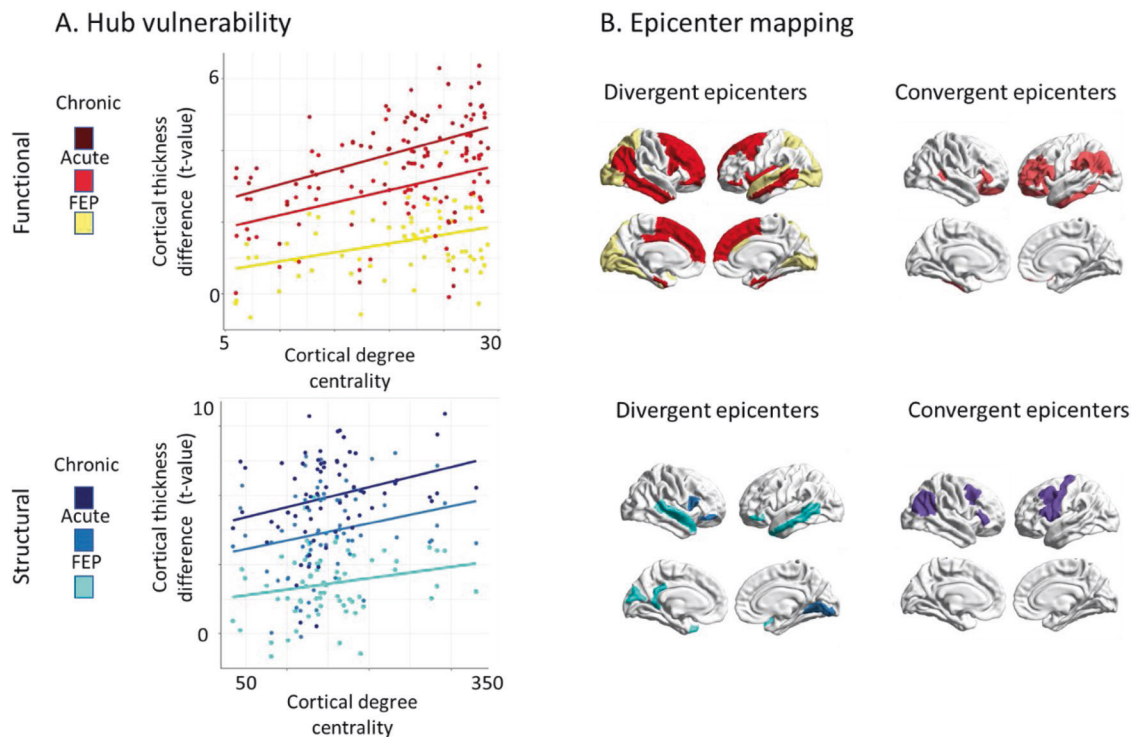 A. Hub vulnerability
B. Epicenter mapping
Functional
Chronic
Acute
FEP
Cortical thickness
difference (t-value)
6
0
5
30
Cortical degree
centrality
Divergent epicenters
Convergent epicenters
Structural
Chronic
Acute
FEP
Cortical thickness
difference (t-value)
10
0
50
350
Cortical degree
centrality
Divergent epicenters
Convergent epicenters